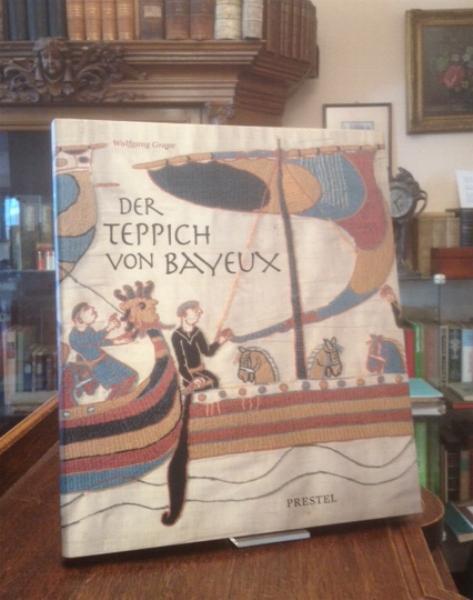 Wolfgang Grape
DER
TEPPICH
VON BAYEUX
PRESTEL